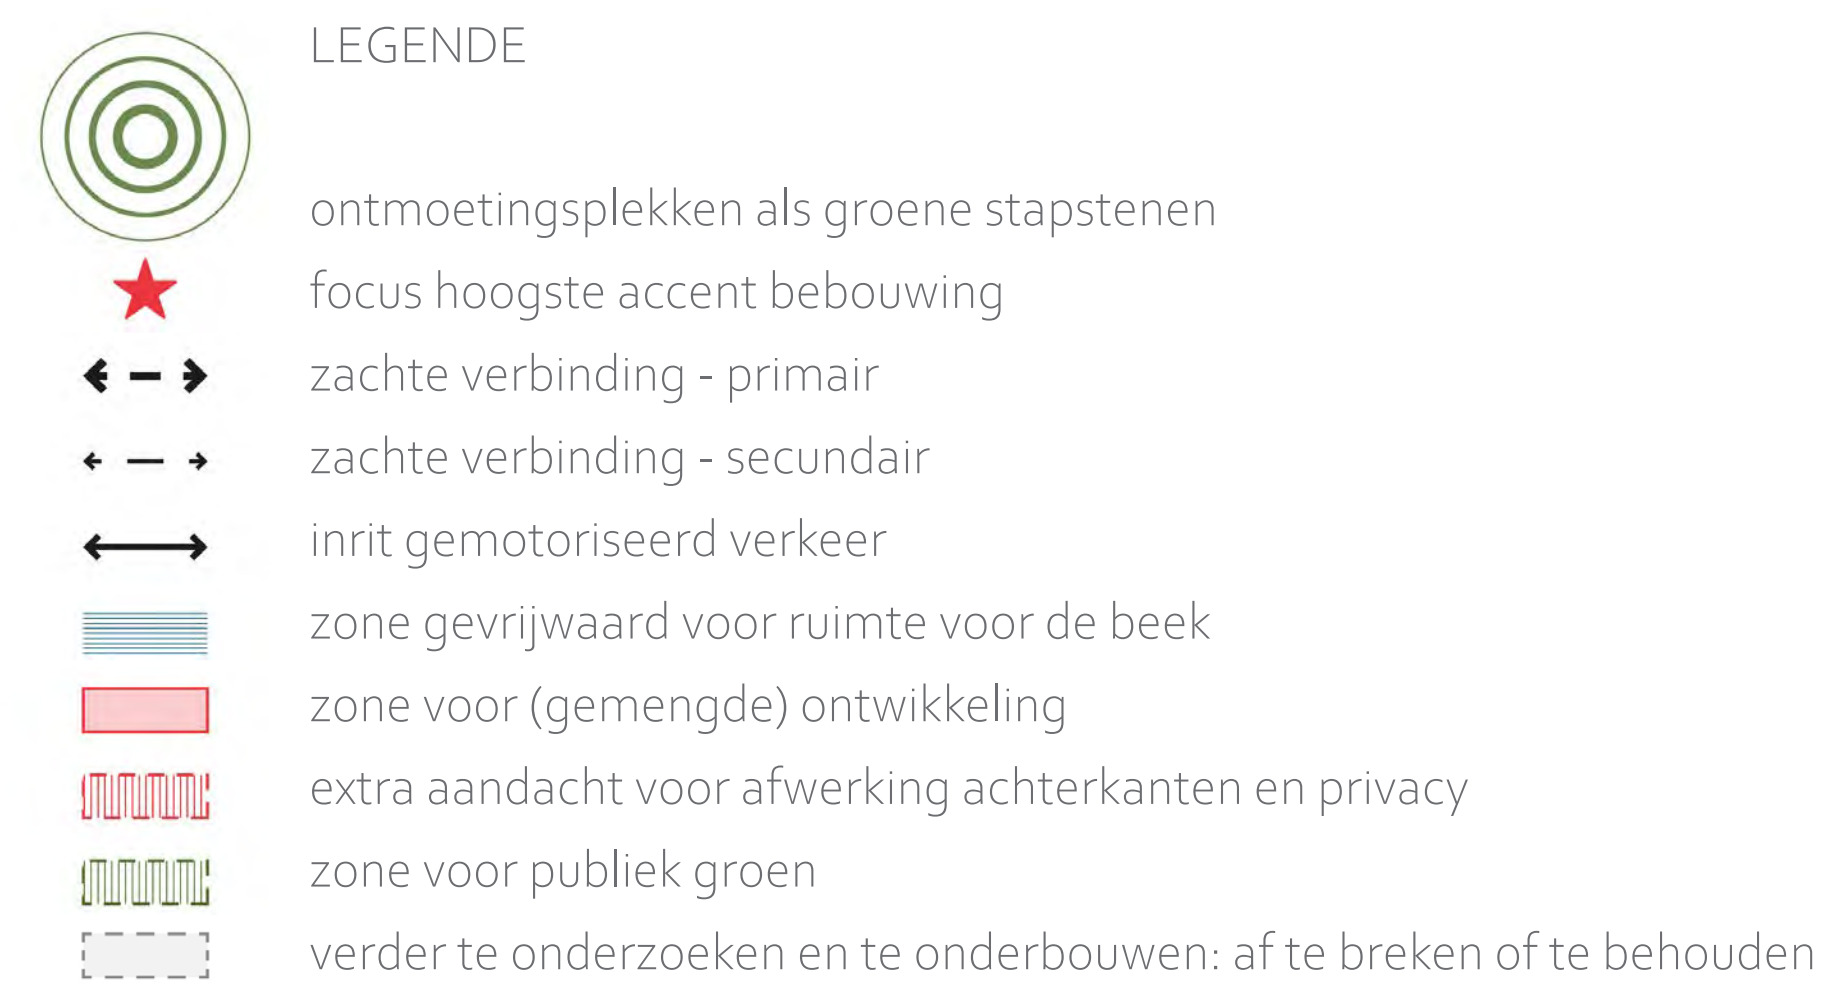 LEGENDE
ontmoetingsplekken als groene stapstenen
focus hoogste accent bebouwing
zachte verbinding - primair
zachte verbinding - secundair
inrit gemotoriseerd verkeer
zone gevrijwaard voor ruimte voor de beek
zone voor (gemengde) ontwikkeling
extra aandacht voor afwerking achterkanten en privacy
zone voor publiek groen
verder te onderzoeken en te onderbouwen: af te breken of te behouden